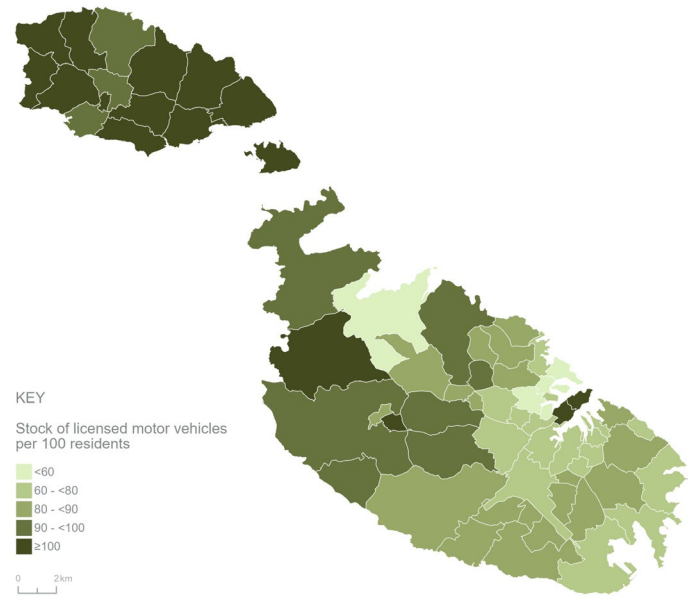 KEY
Stock of licensed motor vehicles
per 100 residents
<60
60 - <80
80 - <90
90 - <100
≥100
0 2km